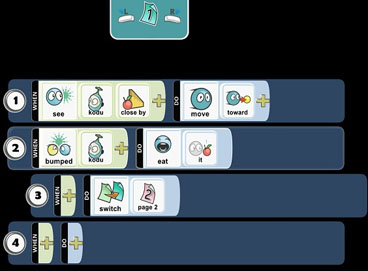 L 1 R
1 WHEN see kodu close by + DO move toward +
2 WHEN bumped kodu + DO eat it
3 WHEN + DO switch page 2
4 WHEN + DO +